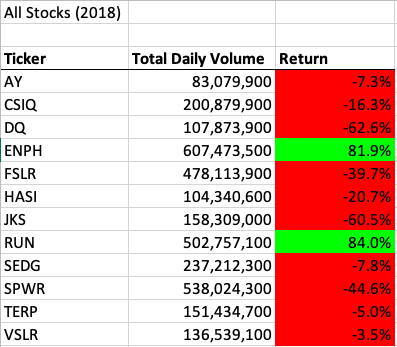 All Stocks (2018)
Ticker Total Daily Volume Return
AY 83,079,900 -7.3%
CSIQ 200,879,900 -16.3%
DQ 107,873,900 -62.6%
ENPH 607,473,500 81.9%
FSLR 478,113,900 -39.7%
HASI 104,340,600 -20.7%
JKS 158,309,000 -60.5%
RUN 502,757,100 84.0%
SEDG 237,212,300 -7.8%
SPWR 538,024,300 -44.6%
TERP 151,434,700 -5.0%
VSLR 136,539,100 -3.5%